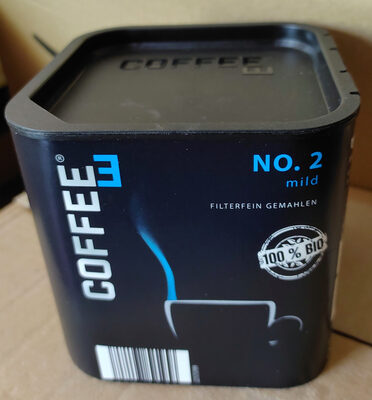 COFFEE E
COFFEE E
®
NO. 2
mild
FILTERFEIN GEMAHLEN
100 % BIO